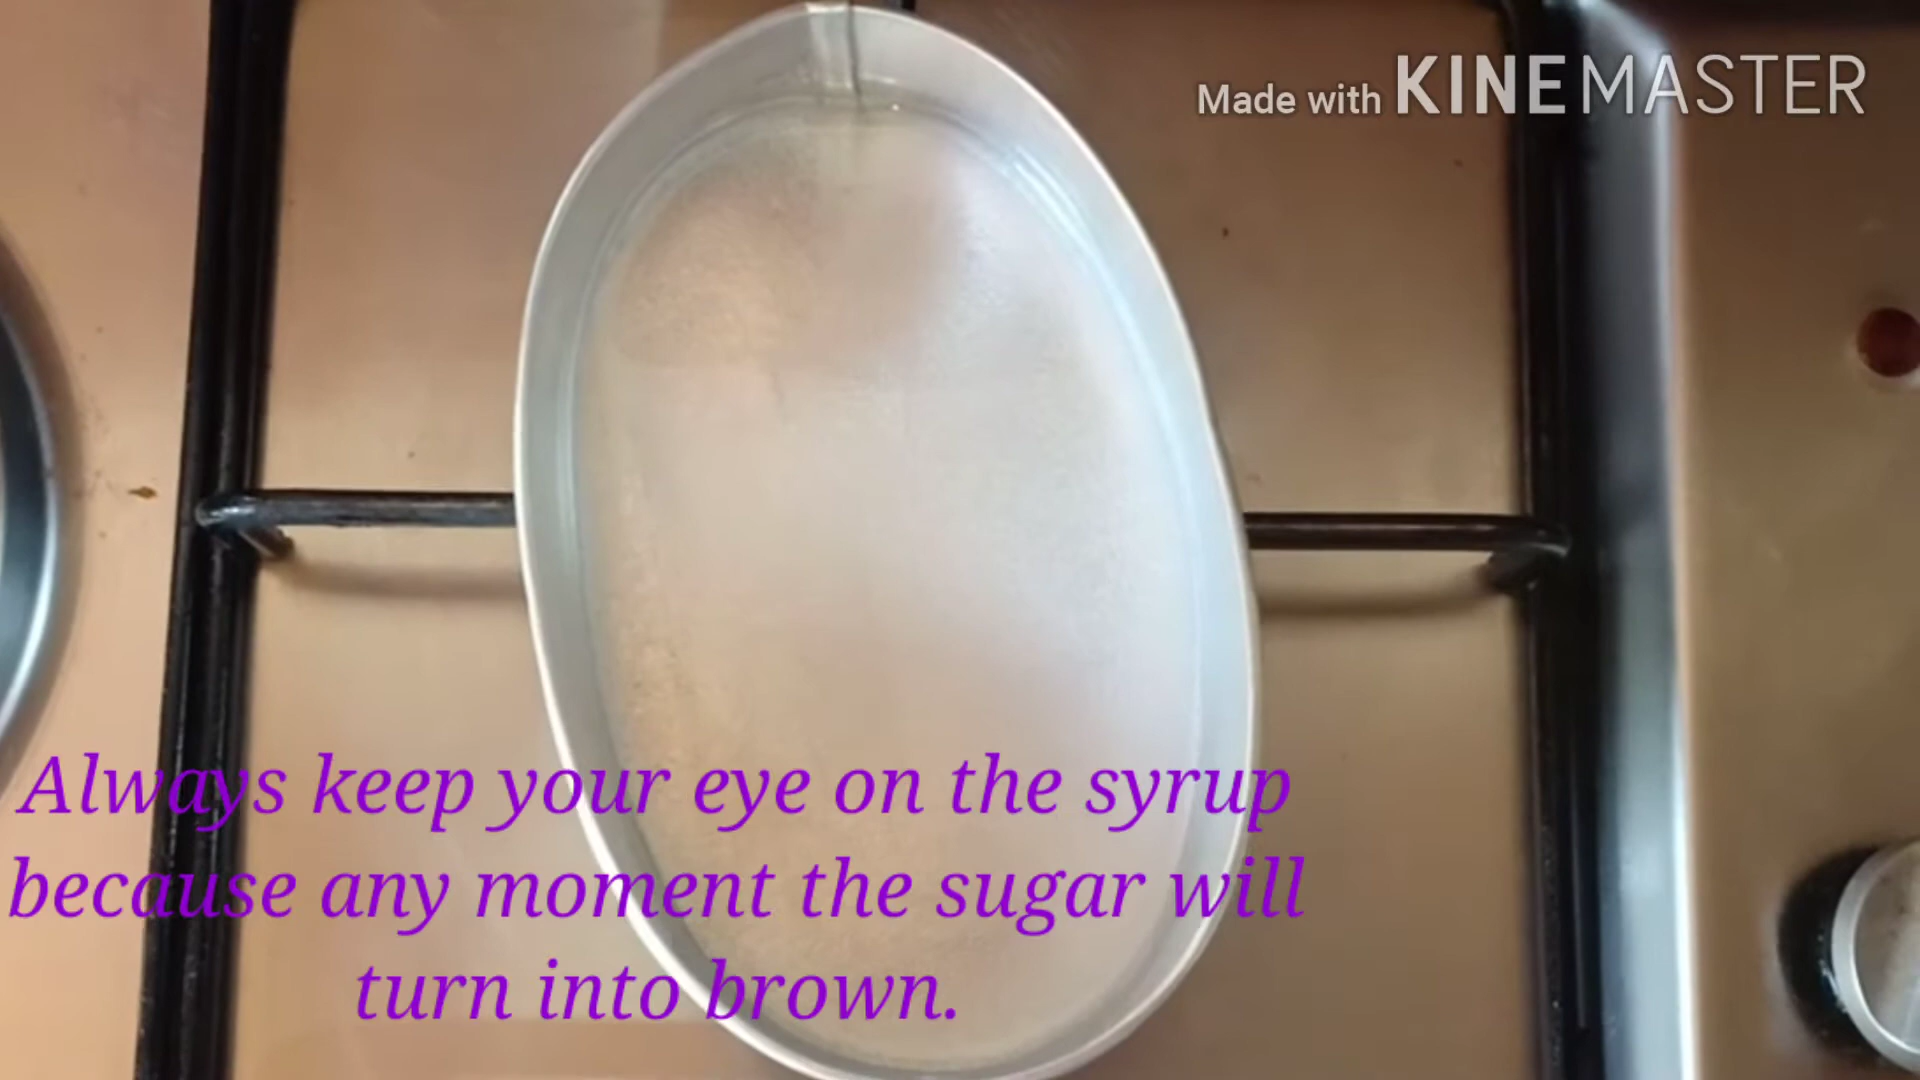 Made with KINEMASTER
Always keep your eye on the syrup
because any moment the sugar will
turn into brown.